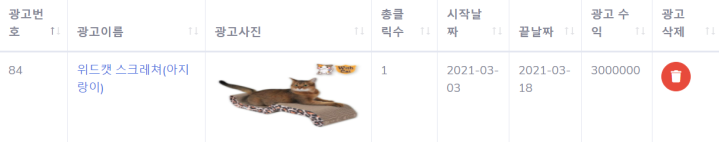 광고번호
광고이름
광고사진
총클릭수
시작날짜
끝날짜
광고 수익
광고 삭제
84
위드캣 스크레쳐(아지랑이)
1
2021-03-03
2021-03-18
3000000